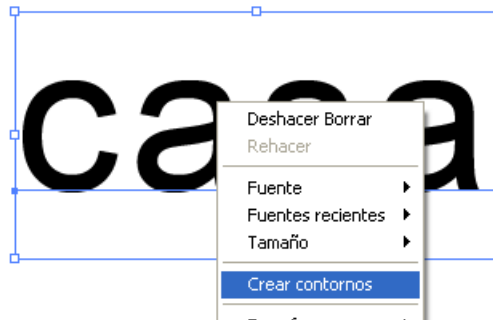 casa
Deshacer Borrar
Rehacer
Fuente
Fuentes recientes
Tamaño
Crear contornos